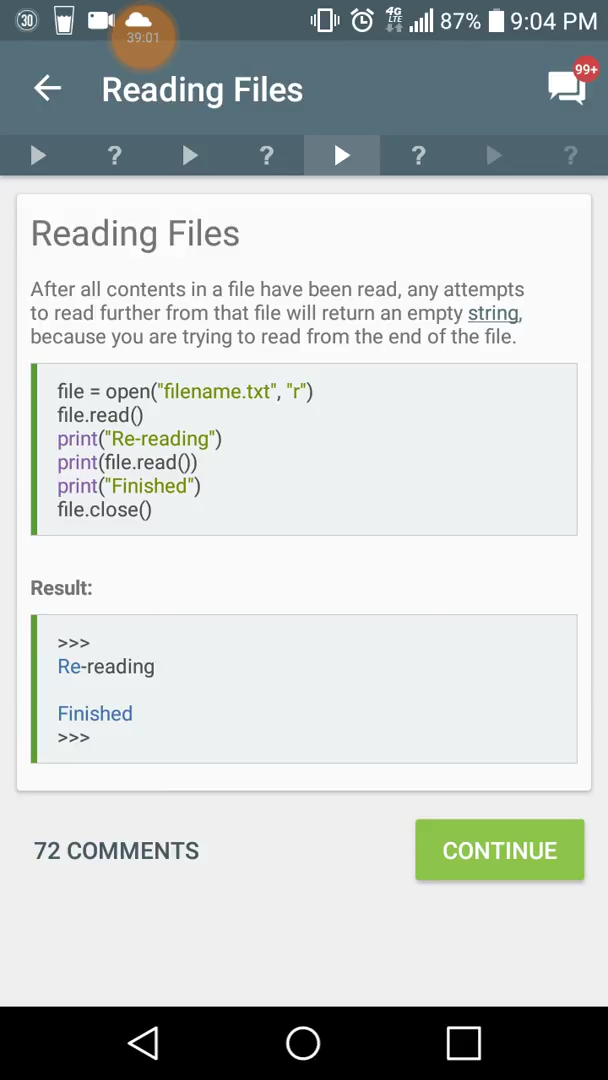 30 39:01 4G LTE 87% 9:04 PM
Reading Files 99+
? ? ? ?
Reading Files
After all contents in a file have been read, any attempts
to read further from that file will return an empty string,
because you are trying to read from the end of the file.
file = open("filename.txt", "r")
file.read()
print("Re-reading")
print(file.read())
print("Finished")
file.close()
Result:
>>>
Re-reading
Finished
>>>
72 COMMENTS CONTINUE